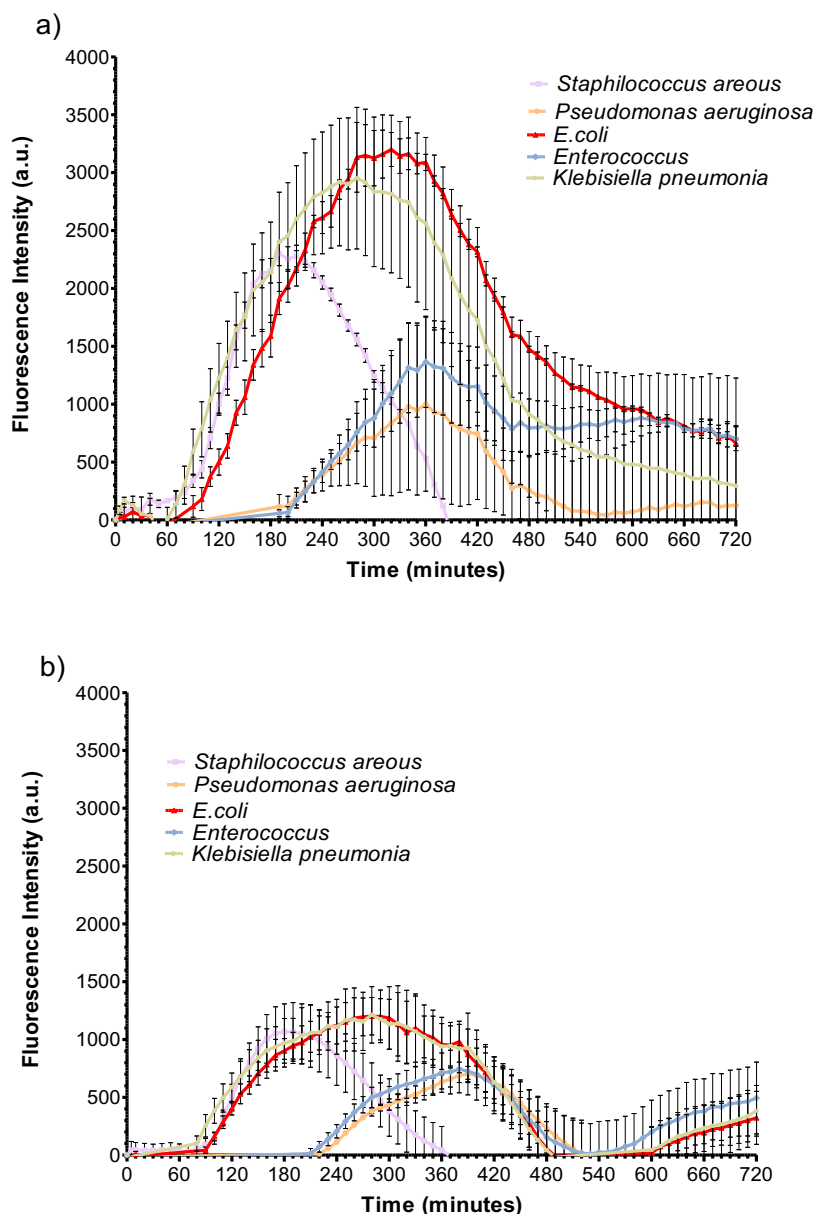 a)
4000
3500
3000
2500
2000
1500
1000
500
0
Fluorescence Intensity (a.u.)
Staphilococcus areous
Pseudomonas aeruginosa
E.coli
Enterococcus
Klebisiella pneumonia
0 60 120 180 240 300 360 420 480 540 600 660 720
Time (minutes)
b)
4000
3500
3000
2500
2000
1500
1000
500
0
Fluorescence Intensity (a.u.)
Staphilococcus areous
Pseudomonas aeruginosa
E.coli
Enterococcus
Klebisiella pneumonia
0 60 120 180 240 300 360 420 480 540 600 660 720
Time (minutes)